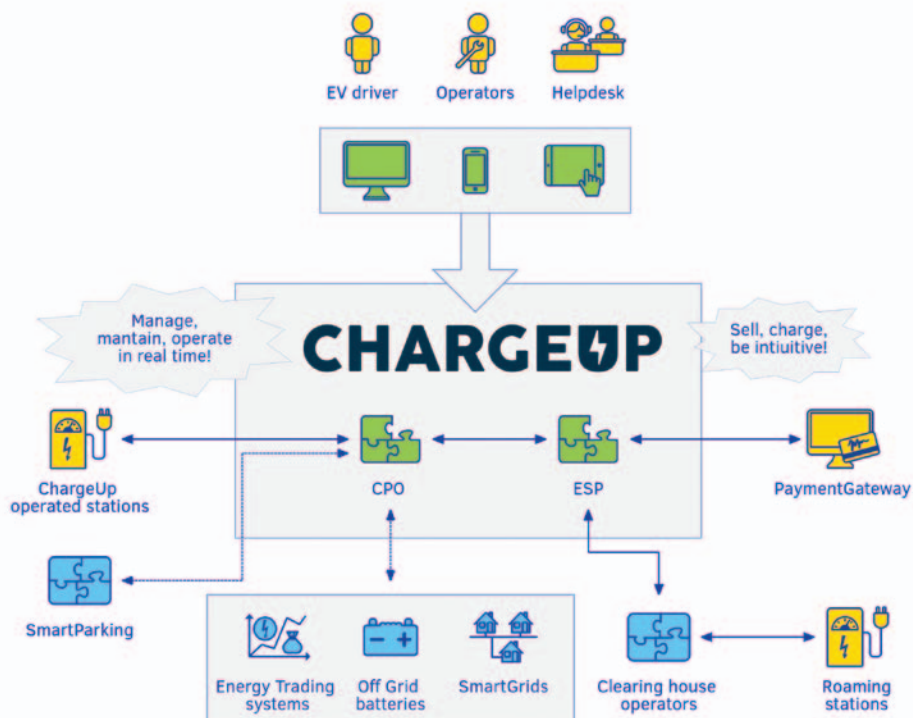 EV driver
Operators
Helpdesk
Manage,
mantain, operate
in real time!
CHARGEUP
Sell, charge,
be intiuitive!
CPO
ESP
ChargeUp
operated stations
PaymentGateway
SmartParking
Energy Trading
systems
Off Grid
batteries
SmartGrids
Clearing house
operators
Roaming
stations